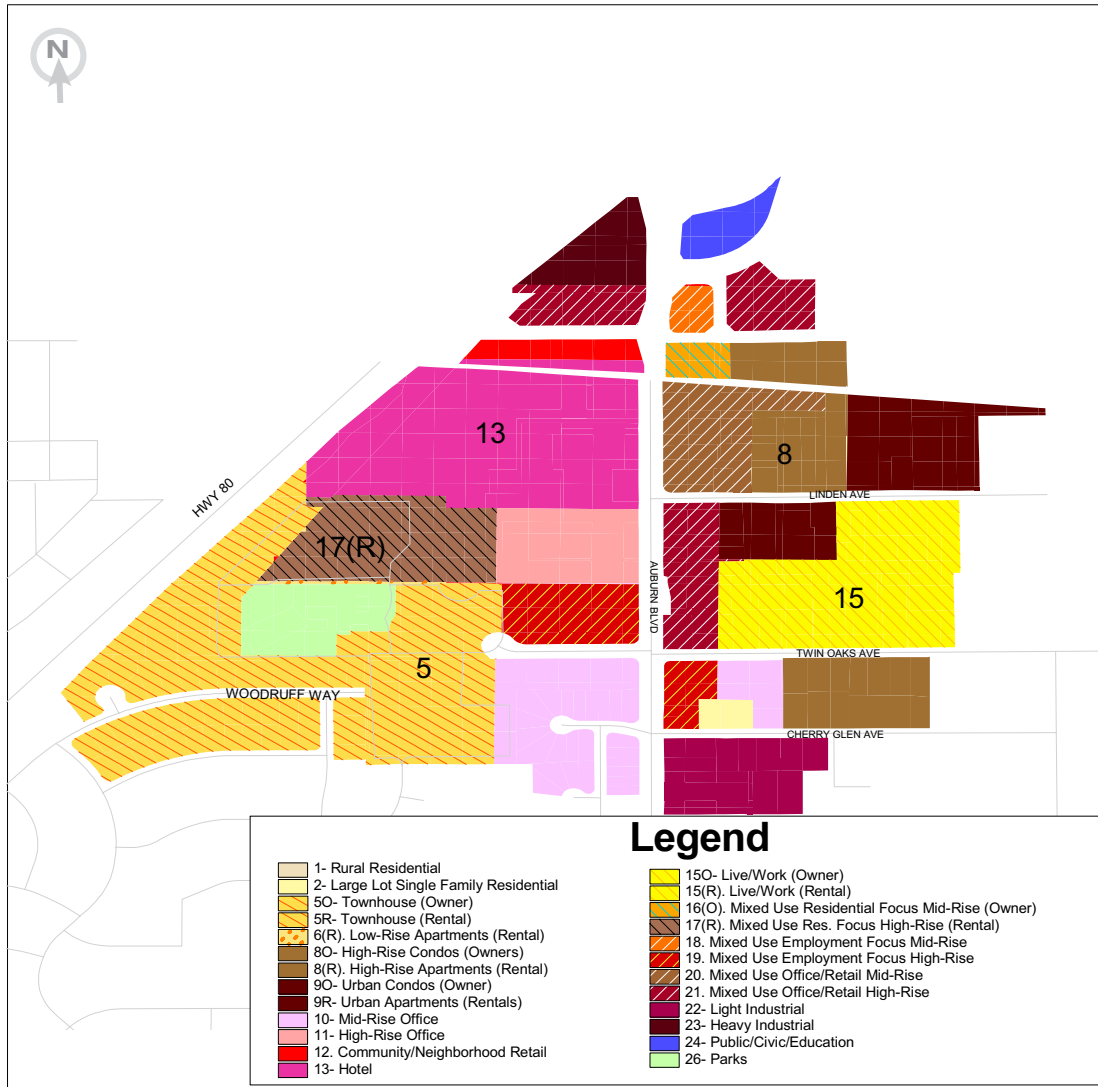 N
13
8
HWY 80
LINDEN AVE
17(R)
AUBURN BLVD
15
TWIN OAKS AVE
5
WOODRUFF WAY
CHERRY GLEN AVE
Legend
1- Rural Residential
2- Large Lot Single Family Residential
5O- Townhouse (Owner)
5R- Townhouse (Rental)
6(R). Low-Rise Apartments (Rental)
8O- High-Rise Condos (Owners)
8(R). High-Rise Apartments (Rental)
9O- Urban Condos (Owner)
9R- Urban Apartments (Rentals)
10- Mid-Rise Office
11- High-Rise Office
12. Community/Neighborhood Retail
13- Hotel
15O- Live/Work (Owner)
15(R). Live/Work (Rental)
16(O). Mixed Use Residential Focus Mid-Rise (Owner)
17(R). Mixed Use Res. Focus High-Rise (Rental)
18. Mixed Use Employment Focus Mid-Rise
19. Mixed Use Employment Focus High-Rise
20. Mixed Use Office/Retail Mid-Rise
21. Mixed Use Office/Retail High-Rise
22- Light Industrial
23- Heavy Industrial
24- Public/Civic/Education
26- Parks